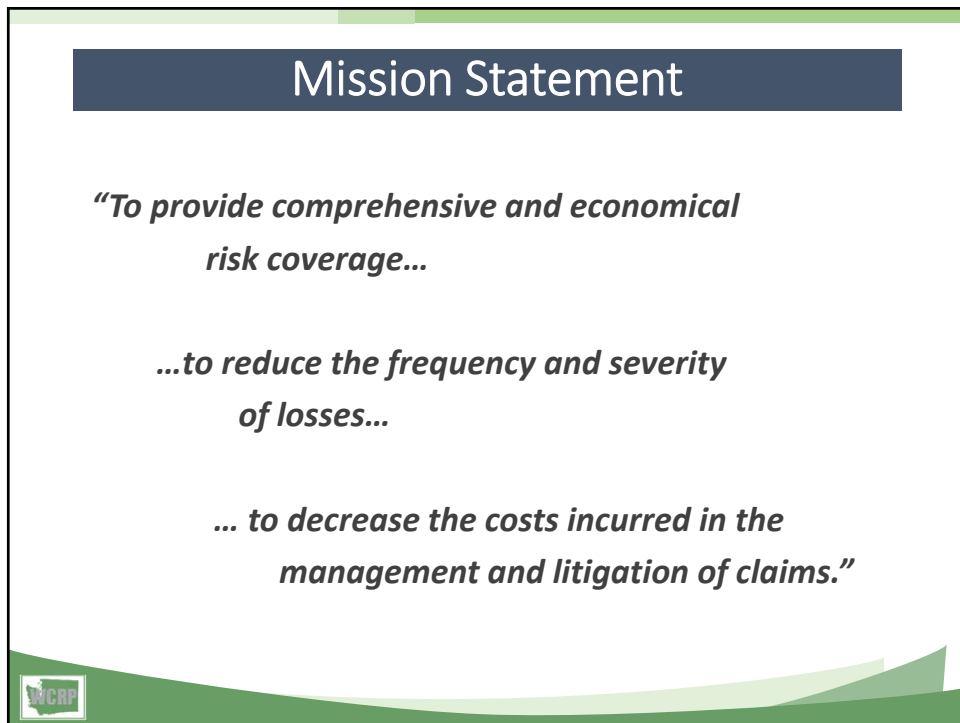 Mission Statement
“To provide comprehensive and economical
risk coverage…
…to reduce the frequency and severity
of losses…
… to decrease the costs incurred in the
management and litigation of claims.”
WCRP